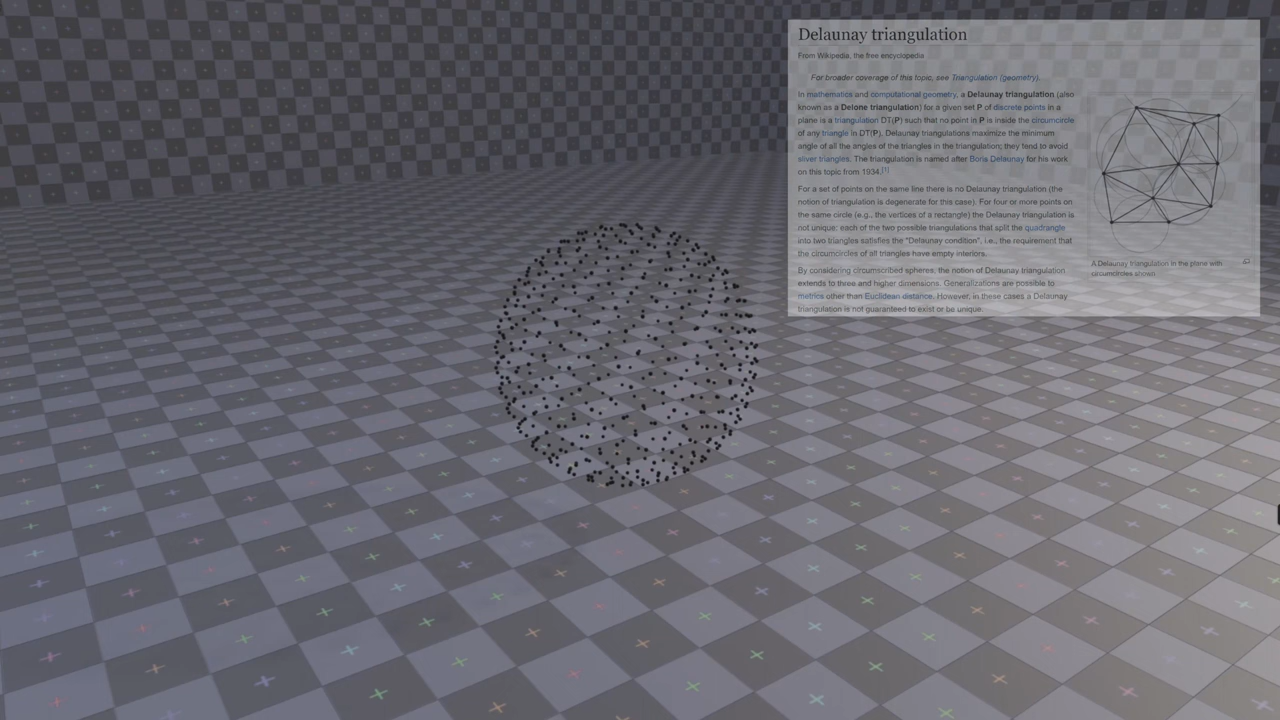 Delaunay triangulation
From Wikipedia, the free encyclopedia
For broader coverage of this topic, see Triangulation (geometry).
In mathematics and computational geometry, a Delaunay triangulation (also
known as a Delone triangulation) for a given set P of discrete points in a
plane is a triangulation DT(P) such that no point in P is inside the circumcircle
of any triangle in DT(P). Delaunay triangulations maximize the minimum
angle of all the angles of the triangles in the triangulation; they tend to avoid
sliver triangles. The triangulation is named after Boris Delaunay for his work
on this topic from 1934.[1]
For a set of points on the same line there is no Delaunay triangulation (the
notion of triangulation is degenerate for this case). For four or more points on
the same circle (e.g., the vertices of a rectangle) the Delaunay triangulation is
not unique: each of the two possible triangulations that split the quadrangle
into two triangles satisfies the "Delaunay condition", i.e., the requirement that
the circumcircles of all triangles have empty interiors.
By considering circumscribed spheres, the notion of Delaunay triangulation
extends to three and higher dimensions. Generalizations are possible to
metrics other than Euclidean distance. However, in these cases a Delaunay
triangulation is not guaranteed to exist or be unique.
A Delaunay triangulation in the plane with
circumcircles shown